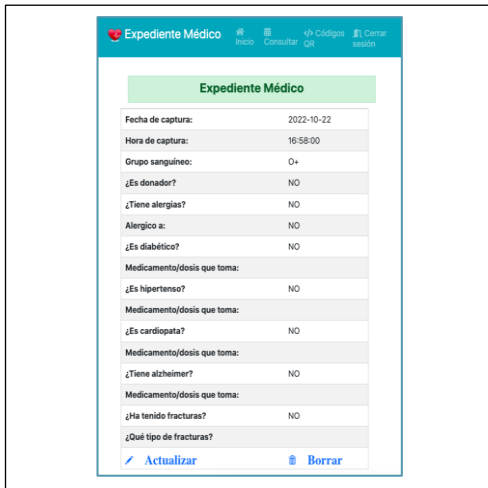 Expediente Médico
Inicio
Consultar
</> Códigos QR
Cerrar sesión
Expediente Médico
Fecha de captura: 2022-10-22
Hora de captura: 16:58:00
Grupo sanguíneo: O+
¿Es donador? NO
¿Tiene alergias? NO
Alergico a: NO
¿Es diabético? NO
Medicamento/dosis que toma:
¿Es hipertenso? NO
Medicamento/dosis que toma:
¿Es cardiopata? NO
Medicamento/dosis que toma:
¿Tiene alzheimer? NO
Medicamento/dosis que toma:
¿Ha tenido fracturas? NO
¿Qué tipo de fracturas?
Actualizar Borrar